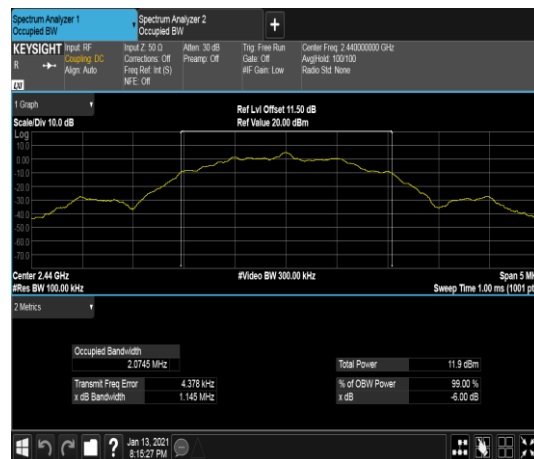 Spectrum Analyzer 1
Occupied BW
Spectrum Analyzer 2
Occupied BW
KEYSIGHT
R
LXI
Input: RF
Coupling: DC
Align: Auto
Input Z: 50 Ω
Corrections: Off
Freq Ref: Int (S)
NFE: Off
Atten: 30 dB
Preamp: Off
Trig: Free Run
Gate: Off
#IF Gain: Low
Center Freq: 2.440000000 GHz
Avg|Hold: 100/100
Radio Std: None
1 Graph
Scale/Div 10.0 dB
Ref Lvl Offset 11.50 dB
Ref Value 20.00 dBm
Log
10.0
0.00
-10.0
-20.0
-30.0
-40.0
-50.0
-60.0
-70.0
Center 2.44 GHz
#Res BW 100.00 kHz
#Video BW 300.00 kHz
Span 5 MH
Sweep Time 1.00 ms (1001 pt
2 Metrics
Occupied Bandwidth
2.0745 MHz
Transmit Freq Error 4.378 kHz
x dB Bandwidth 1.145 MHz
Total Power 11.9 dBm
% of OBW Power 99.00 %
x dB -6.00 dB
?
Jan 13, 2021
8:15:27 PM